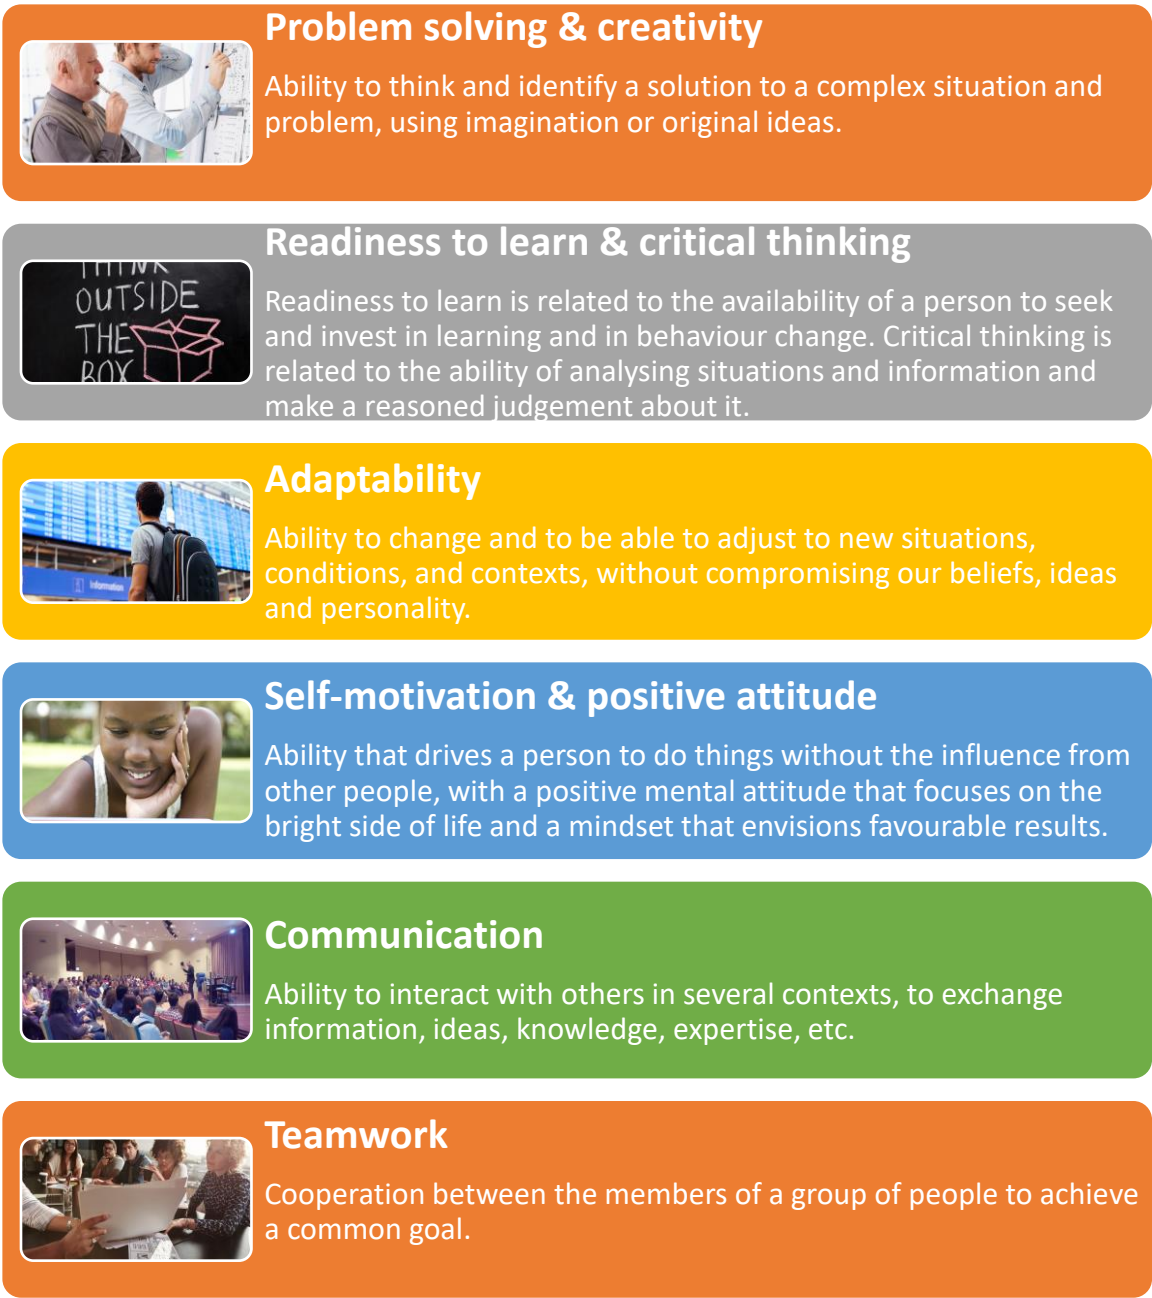 Problem solving & creativity
Ability to think and identify a solution to a complex situation and
problem, using imagination or original ideas.
Readiness to learn & critical thinking
THINK
OUTSIDE
THE
BOX
Readiness to learn is related to the availability of a person to seek
and invest in learning and in behaviour change. Critical thinking is
related to the ability of analysing situations and information and
make a reasoned judgement about it.
Adaptability
Information
Ability to change and to be able to adjust to new situations,
conditions, and contexts, without compromising our beliefs, ideas
and personality.
Self-motivation & positive attitude
Ability that drives a person to do things without the influence from
other people, with a positive mental attitude that focuses on the
bright side of life and a mindset that envisions favourable results.
Communication
Ability to interact with others in several contexts, to exchange
information, ideas, knowledge, expertise, etc.
Teamwork
Cooperation between the members of a group of people to achieve
a common goal.